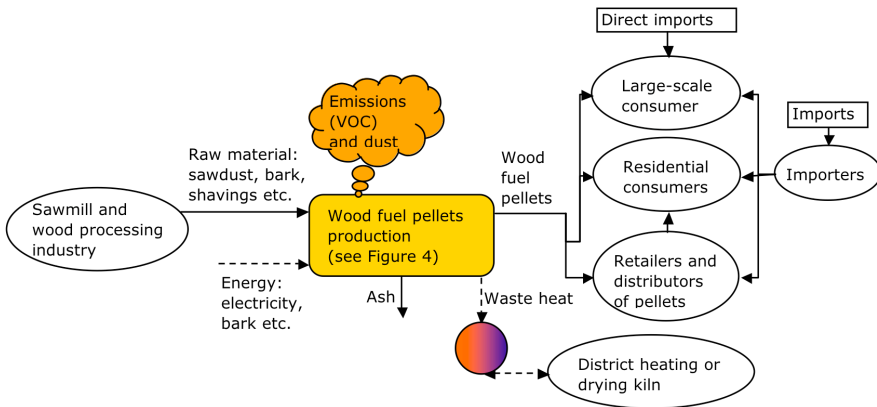 Direct imports
Large-scale
consumer
Imports
Emissions
(VOC)
and dust
Raw material:
sawdust, bark,
shavings etc.
Wood
fuel
pellets
Residential
consumers
Importers
Sawmill and
wood processing
industry
Wood fuel pellets
production
(see Figure 4)
Retailers and
distributors
of pellets
Energy:
electricity,
bark etc.
Ash
Waste heat
District heating or
drying kiln